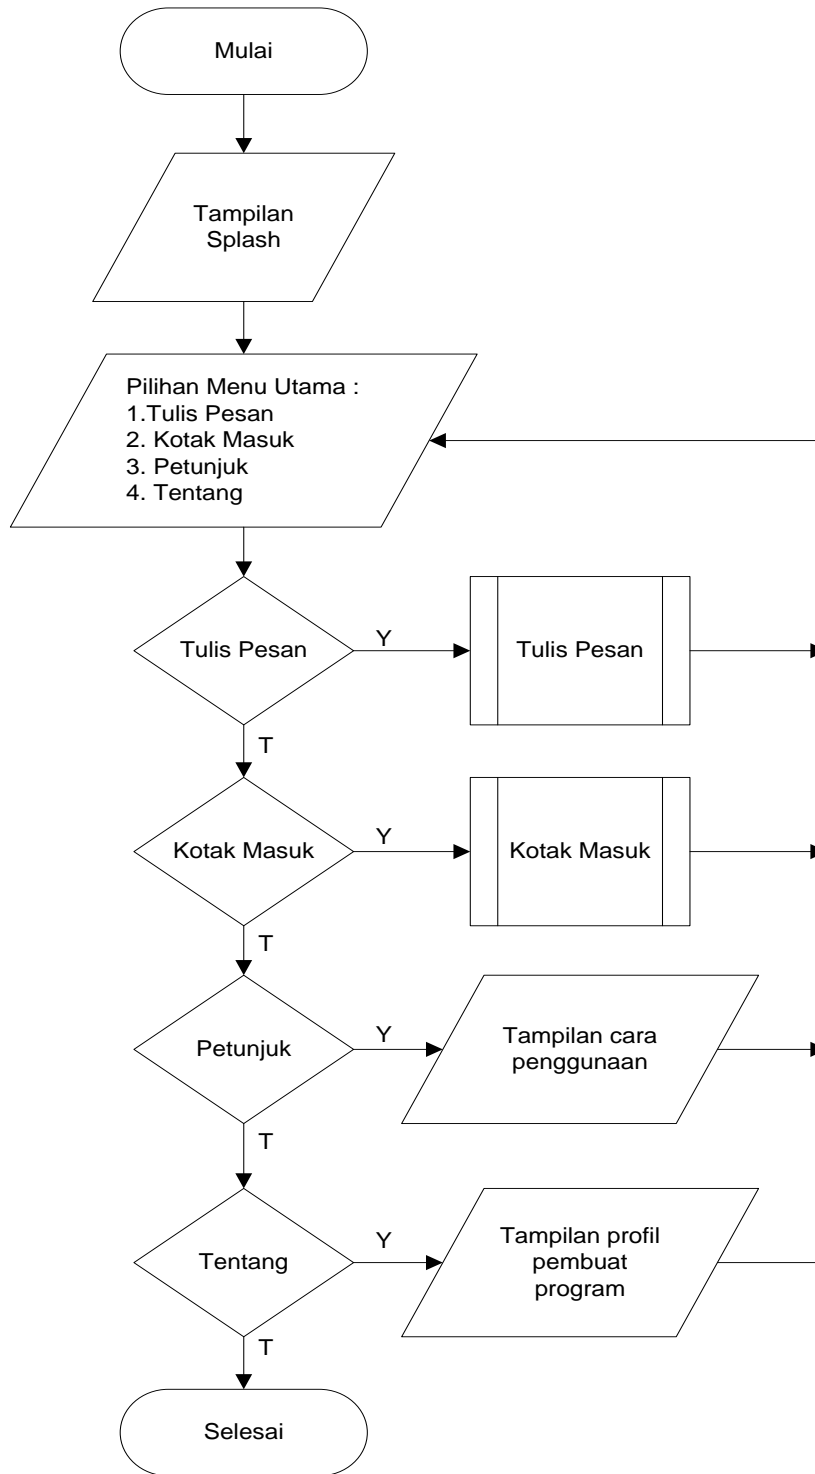 Mulai
Tampilan
Splash
Pilihan Menu Utama :
1.Tulis Pesan
2. Kotak Masuk
3. Petunjuk
4. Tentang
Tulis Pesan
Y
Tulis Pesan
T
Kotak Masuk
Y
Kotak Masuk
T
Petunjuk
Y
Tampilan cara
penggunaan
T
Tentang
Y
Tampilan profil
pembuat
program
T
Selesai